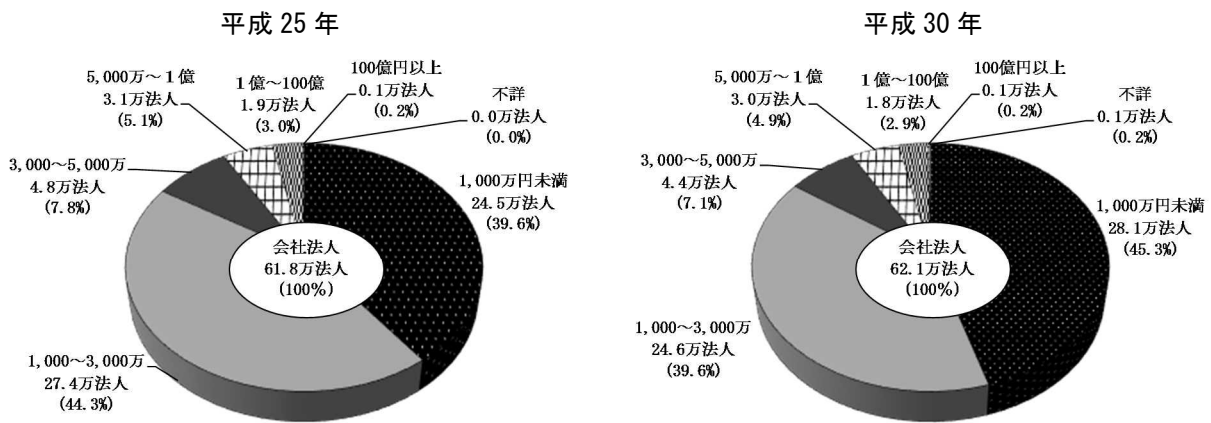 平成 25 年
5,000万～１億
3.1万法人
(5.1%)
１億～100億
1.9万法人
(3.0%)
100億円以上
0.1万法人
(0.2%)
不詳
0.0万法人
(0.0%)
3,000～5,000万
4.8万法人
(7.8%)
1,000万円未満
24.5万法人
(39.6%)
会社法人
61.8万法人
(100%)
1,000～3,000万
27.4万法人
(44.3%)
平成 30 年
5,000万～１億
3.0万法人
(4.9%)
１億～100億
1.8万法人
(2.9%)
100億円以上
0.1万法人
(0.2%)
不詳
0.1万法人
(0.2%)
3,000～5,000万
4.4万法人
(7.1%)
1,000万円未満
28.1万法人
(45.3%)
会社法人
62.1万法人
(100%)
1,000～3,000万
24.6万法人
(39.6%)